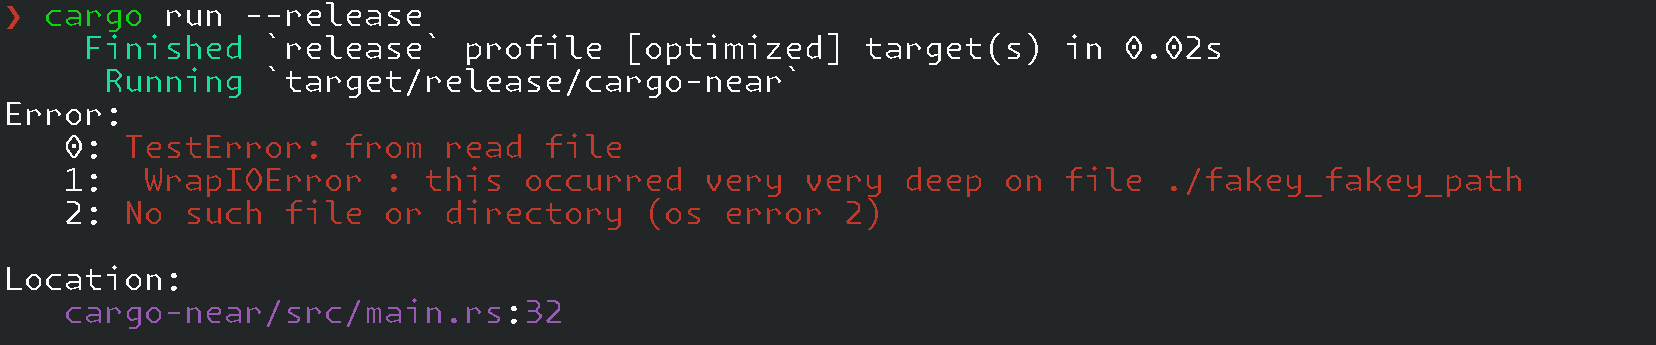 ❯ cargo run --release
    Finished `release` profile [optimized] target(s) in 0.02s
     Running `target/release/cargo-near`
Error:
   0: TestError: from read file
   1:  WrapIOError : this occurred very very deep on file ./fakey_fakey_path
   2: No such file or directory (os error 2)

Location:
   cargo-near/src/main.rs:32